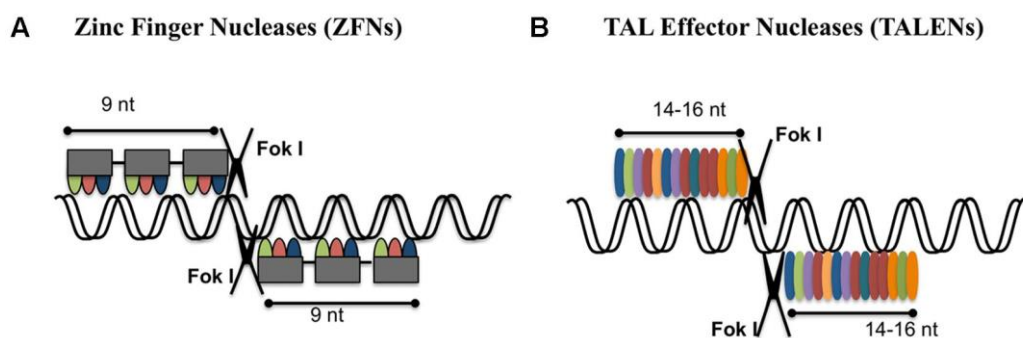 A Zinc Finger Nucleases (ZFNs)
9 nt
Fok I
Fok I
9 nt
B TAL Effector Nucleases (TALENs)
14-16 nt
Fok I
Fok I
14-16 nt